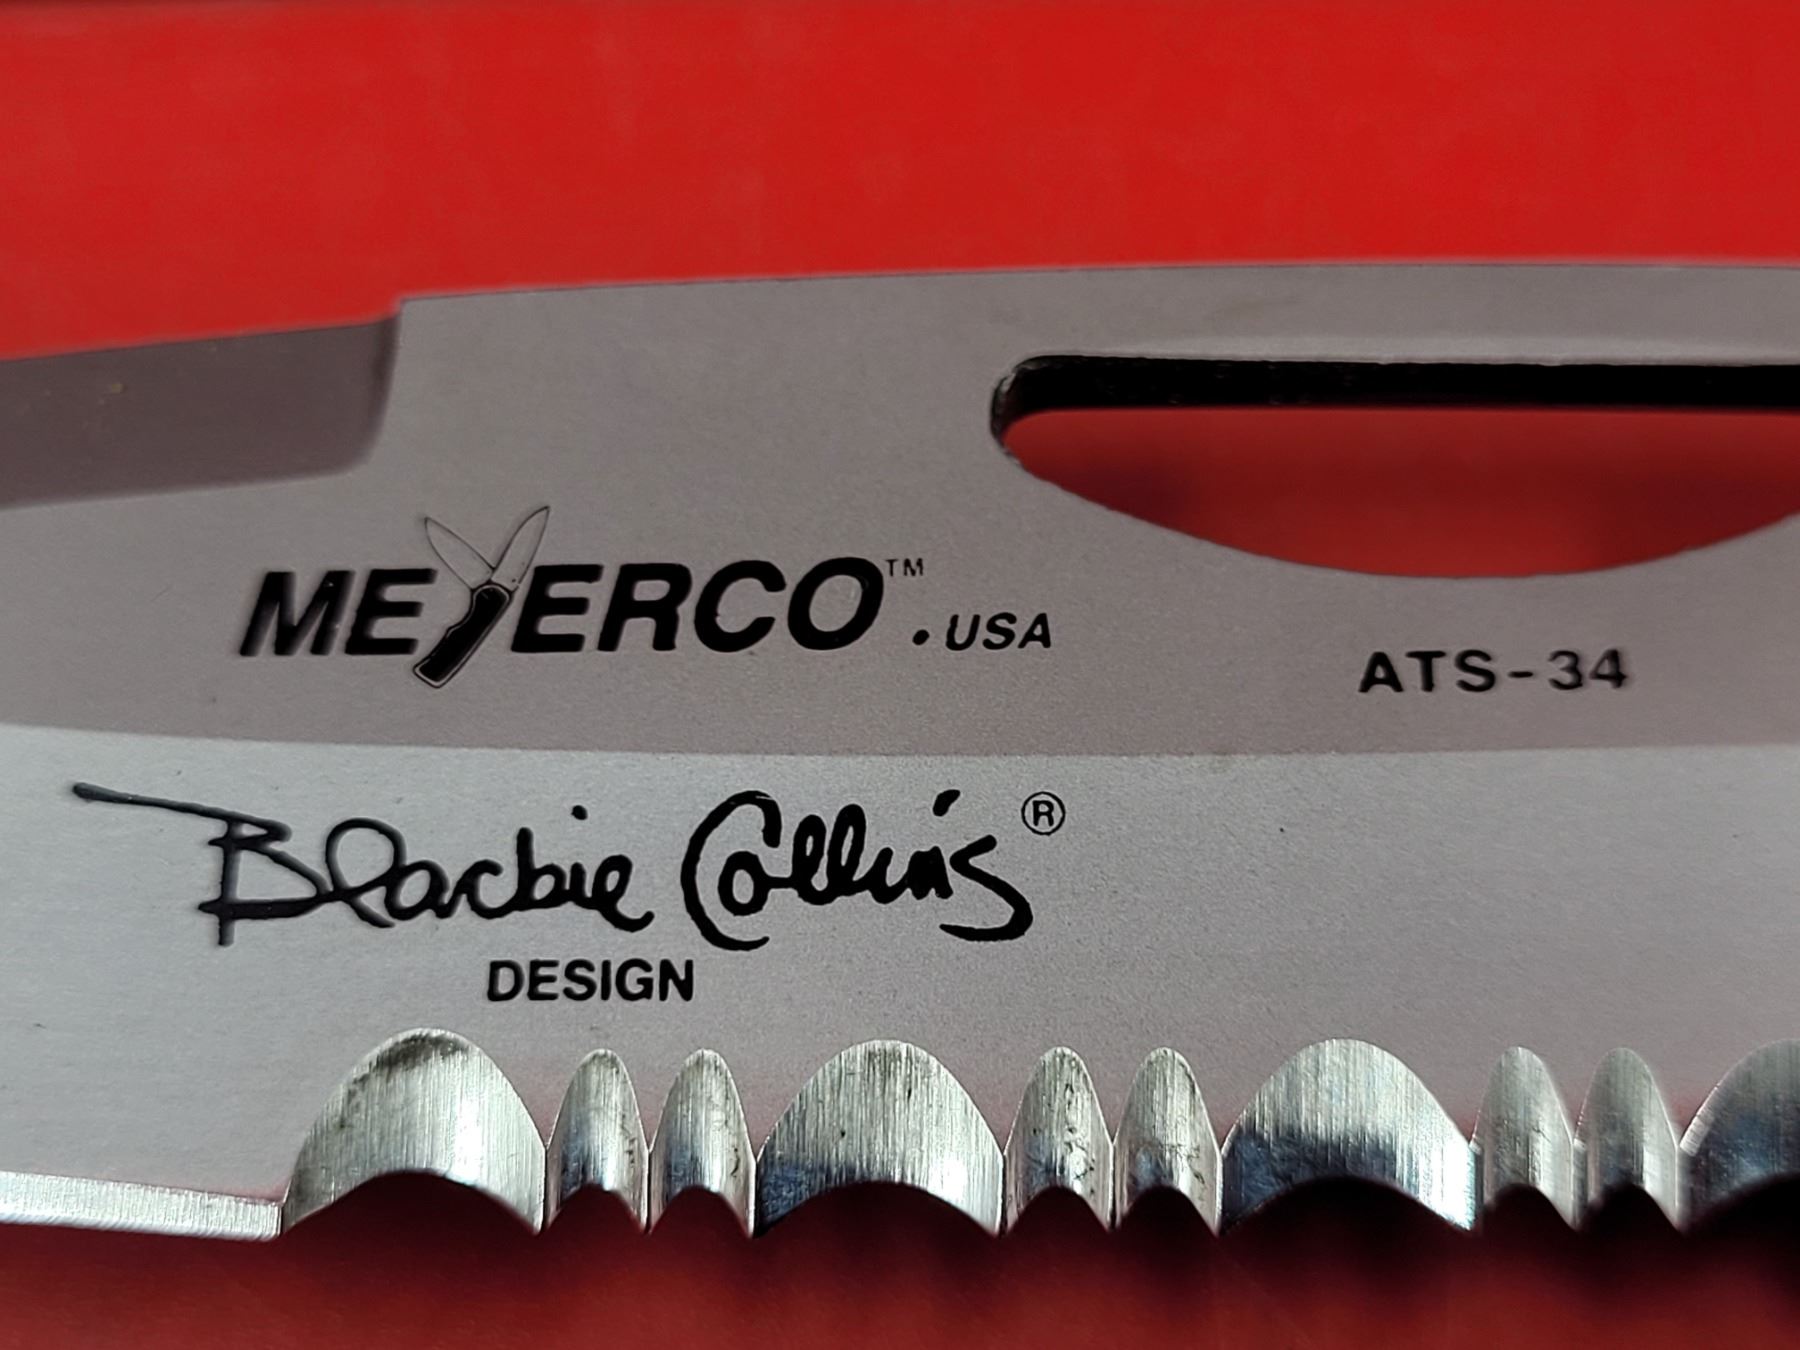 MEYERCO™ . USA
ATS-34
Blackie Collins®
DESIGN